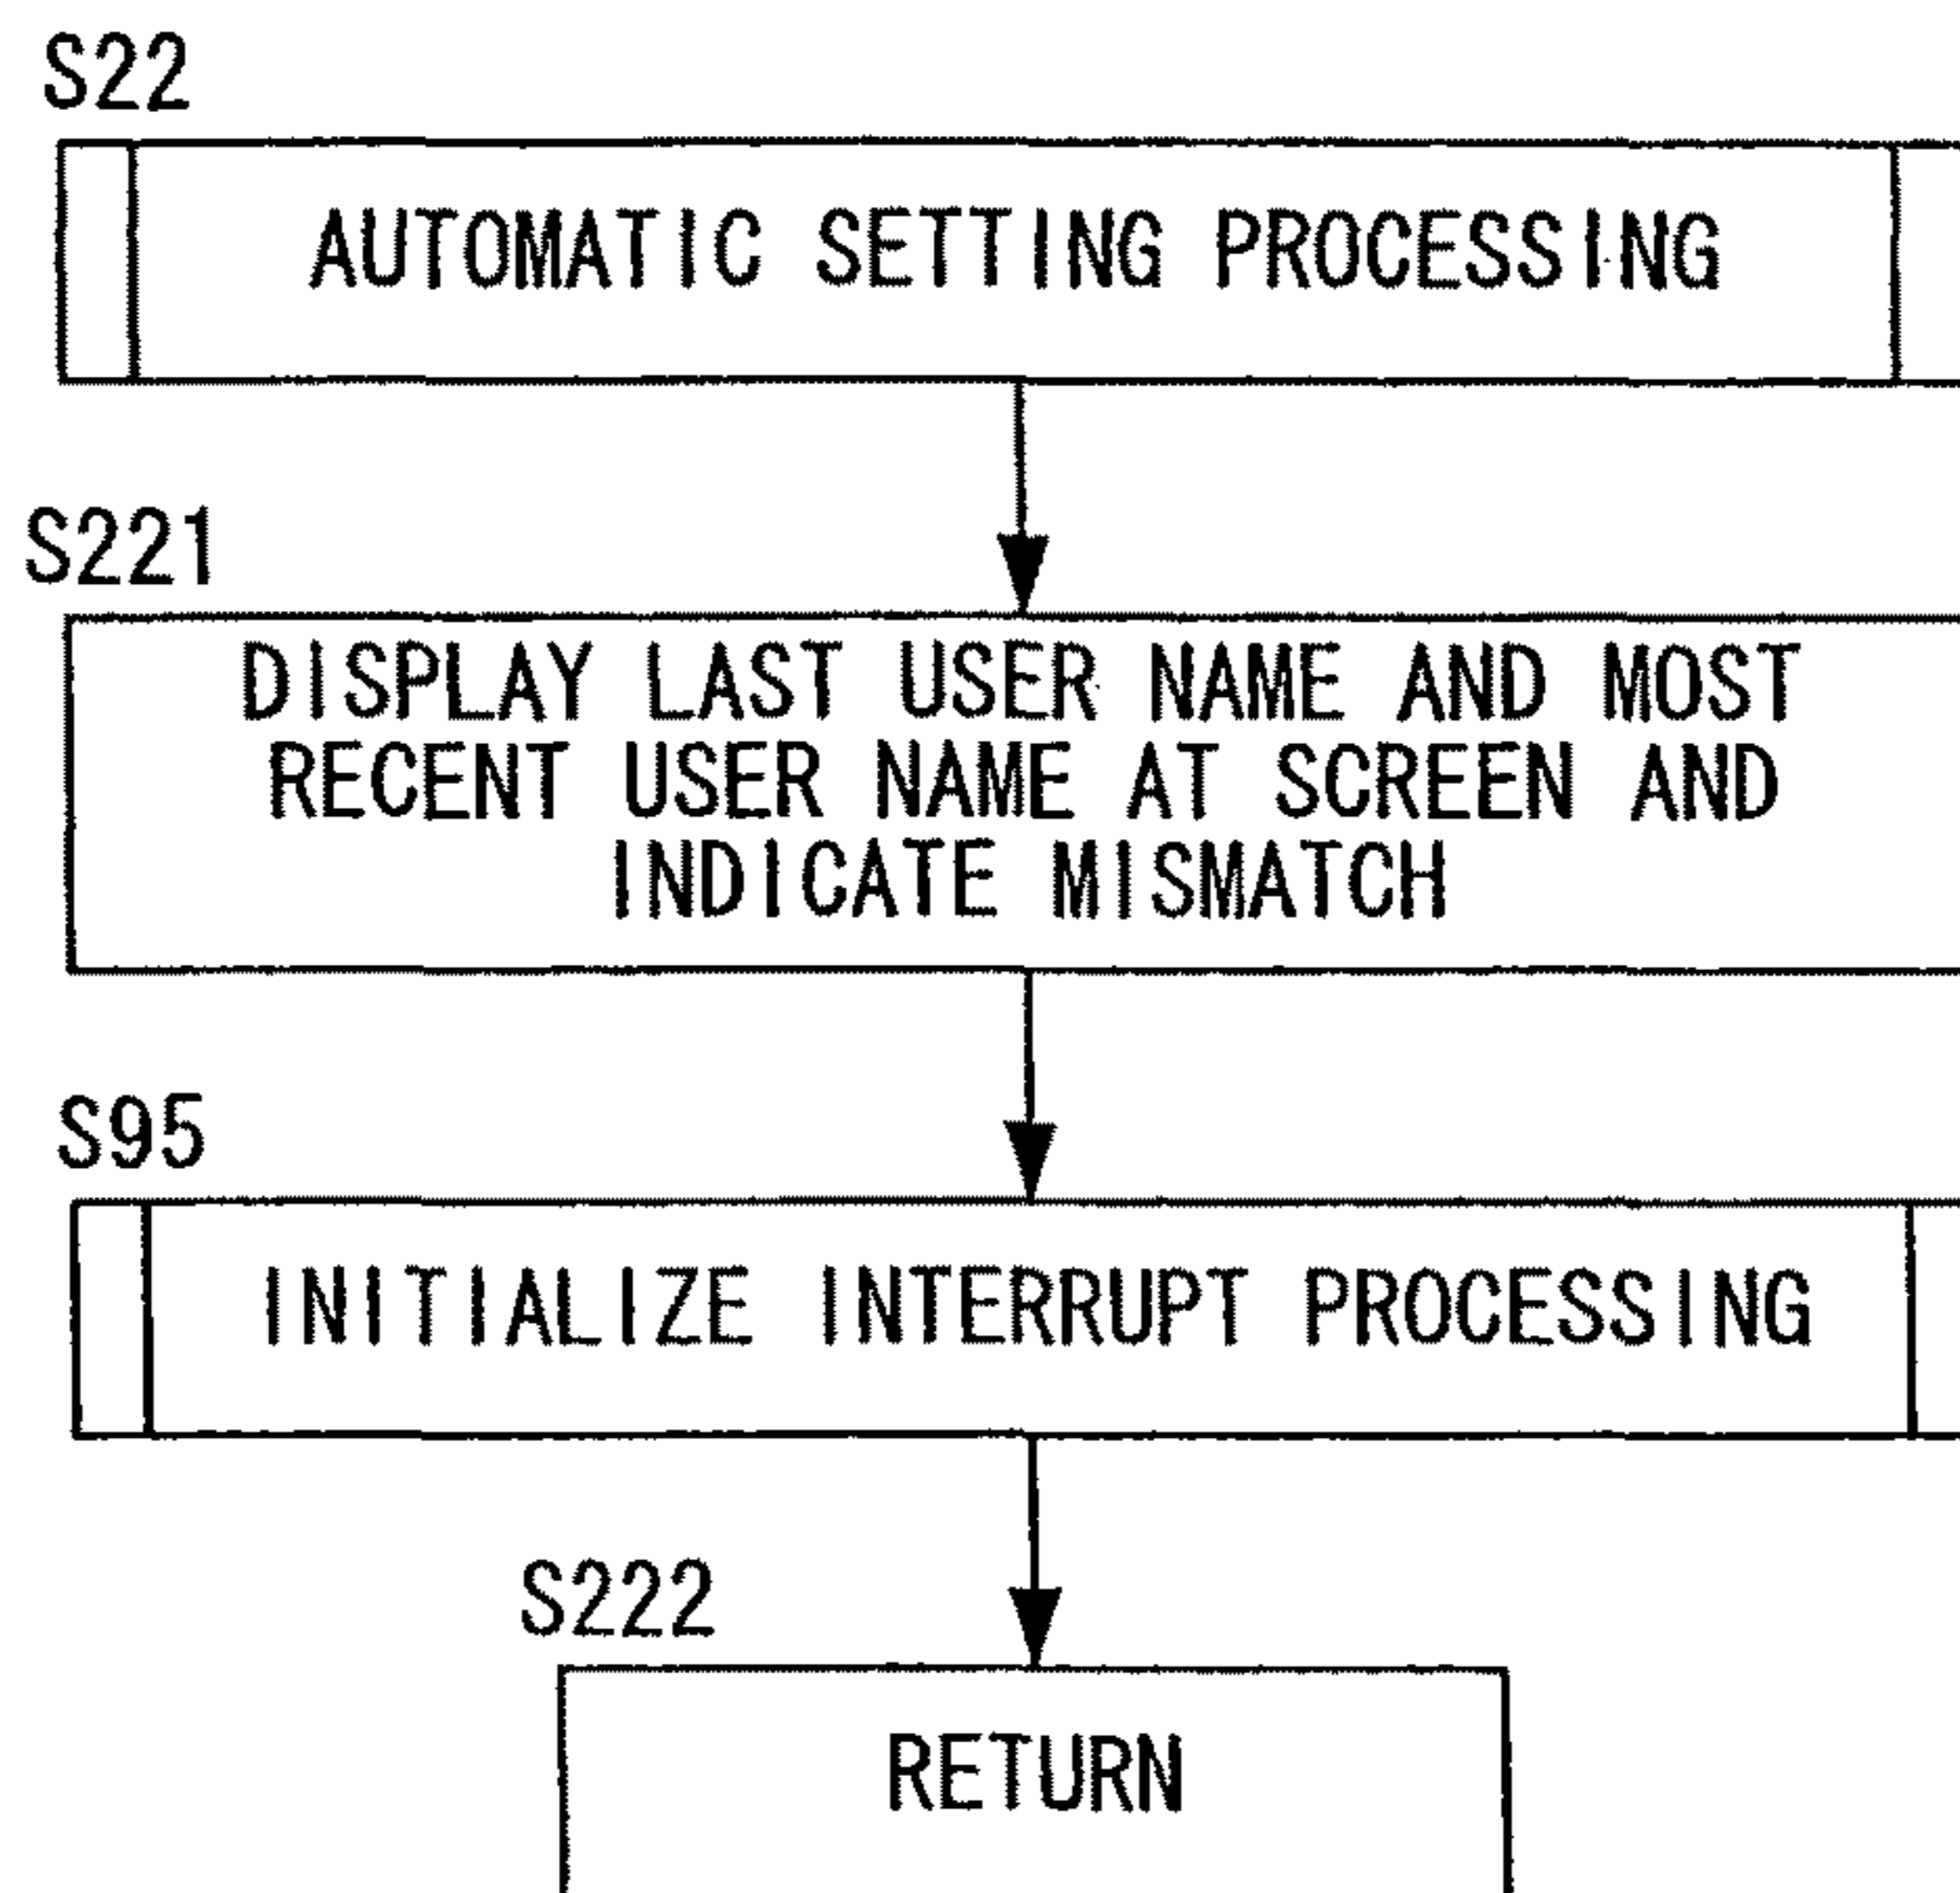 S22
AUTOMATIC SETTING PROCESSING
S221
DISPLAY LAST USER NAME AND MOST
RECENT USER NAME AT SCREEN AND
INDICATE MISMATCH
S95
INITIALIZE INTERRUPT PROCESSING
S222
RETURN